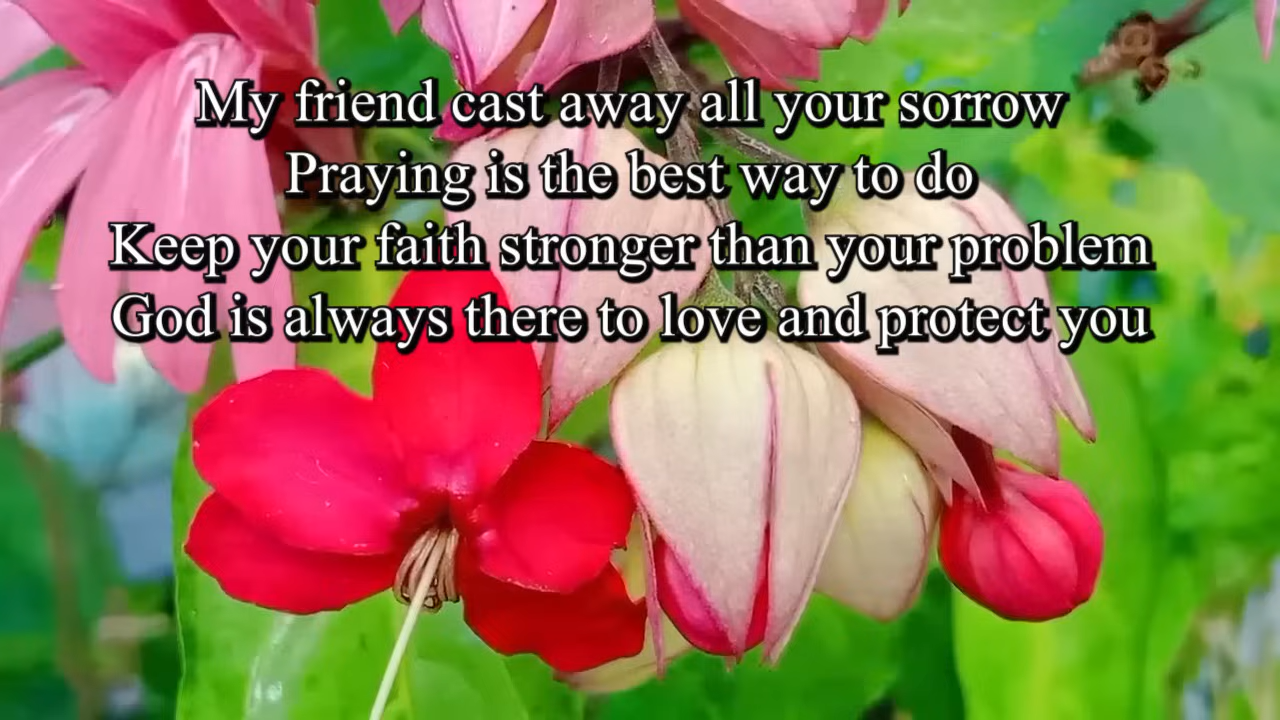 My friend cast away all your sorrow
Praying is the best way to do
Keep your faith stronger than your problem
God is always there to love and protect you